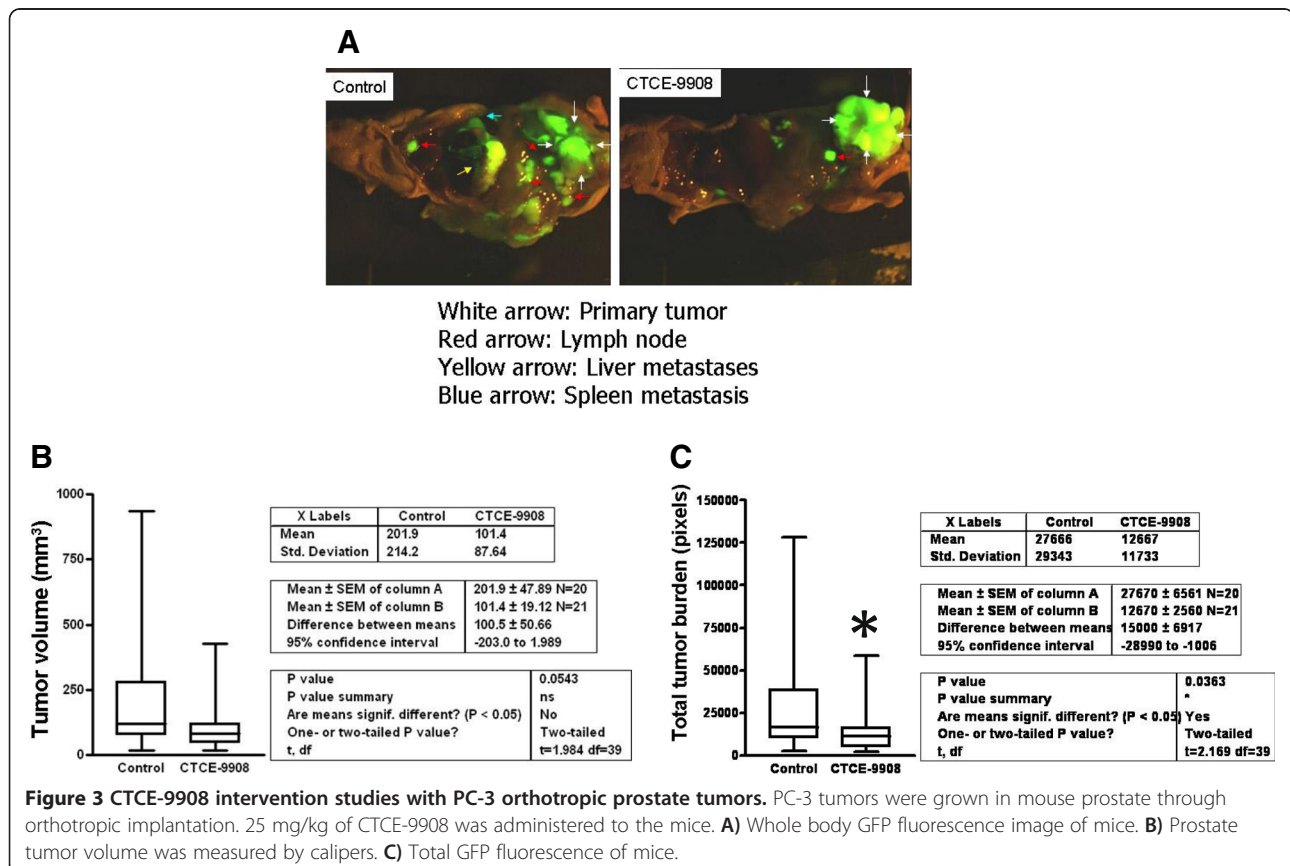 A
Control
CTCE-9908
White arrow: Primary tumor
Red arrow: Lymph node
Yellow arrow: Liver metastases
Blue arrow: Spleen metastasis
B
Tumor volume (mm³)
1000
750
500
250
0
Control CTCE-9908
X Labels Control CTCE-9908
Mean 201.9 101.4
Std. Deviation 214.2 87.64
Mean ± SEM of column A 201.9 ± 47.89 N=20
Mean ± SEM of column B 101.4 ± 19.12 N=21
Difference between means 100.5 ± 50.66
95% confidence interval -203.0 to 1.989
P value 0.0543
P value summary ns
Are means signif. different? (P < 0.05) No
One- or two-tailed P value? Two-tailed
t, df t=1.984 df=39
C
Total tumor burden (pixels)
150000
125000
100000
75000
50000
25000
0
*
Control CTCE-9908
X Labels Control CTCE-9908
Mean 27666 12667
Std. Deviation 29343 11733
Mean ± SEM of column A 27670 ± 6561 N=20
Mean ± SEM of column B 12670 ± 2560 N=21
Difference between means 15000 ± 6917
95% confidence interval -28990 to -1006
P value 0.0363
P value summary *
Are means signif. different? (P < 0.05) Yes
One- or two-tailed P value? Two-tailed
t, df t=2.169 df=39
Figure 3 CTCE-9908 intervention studies with PC-3 orthotropic prostate tumors. PC-3 tumors were grown in mouse prostate through
orthotropic implantation. 25 mg/kg of CTCE-9908 was administered to the mice. A) Whole body GFP fluorescence image of mice. B) Prostate
tumor volume was measured by calipers. C) Total GFP fluorescence of mice.